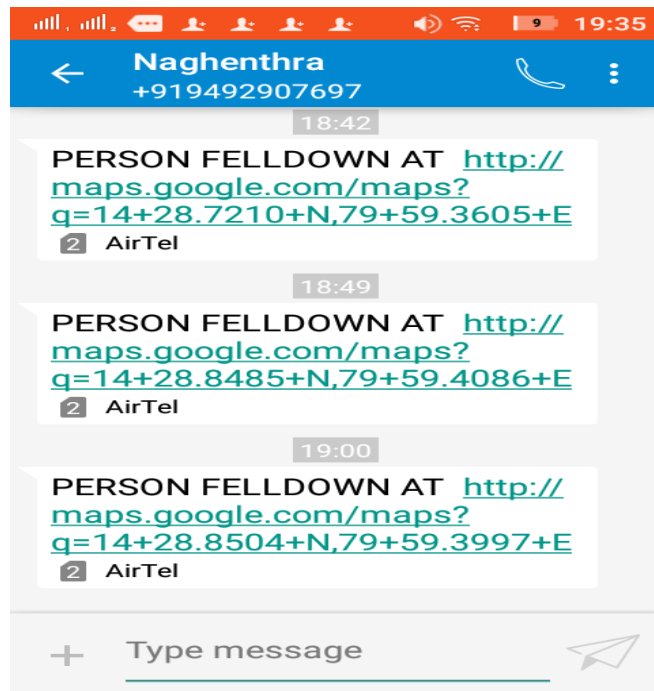 9 19:35
Naghenthra
+919492907697
18:42
PERSON FELLDOWN AT http://
maps.google.com/maps?
q=14+28.7210+N,79+59.3605+E
2 AirTel
18:49
PERSON FELLDOWN AT http://
maps.google.com/maps?
q=14+28.8485+N,79+59.4086+E
2 AirTel
19:00
PERSON FELLDOWN AT http://
maps.google.com/maps?
q=14+28.8504+N,79+59.3997+E
2 AirTel
Type message